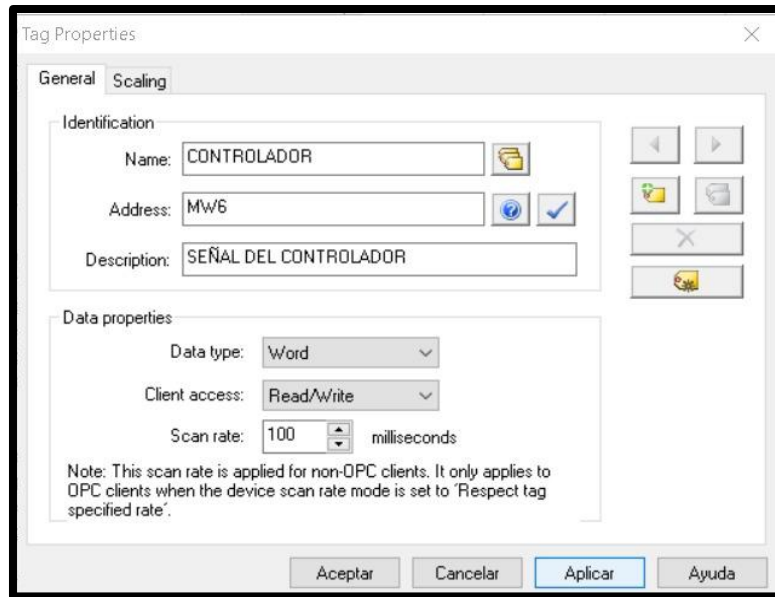 Tag Properties
General Scaling
Identification
Name: CONTROLADOR
Address: MW6
Description: SEÑAL DEL CONTROLADOR
Data properties
Data type: Word
Client access: Read/Write
Scan rate: 100 milliseconds
Note: This scan rate is applied for non-OPC clients. It only applies to
OPC clients when the device scan rate mode is set to ´Respect tag
specified rate´.
Aceptar Cancelar Aplicar Ayuda